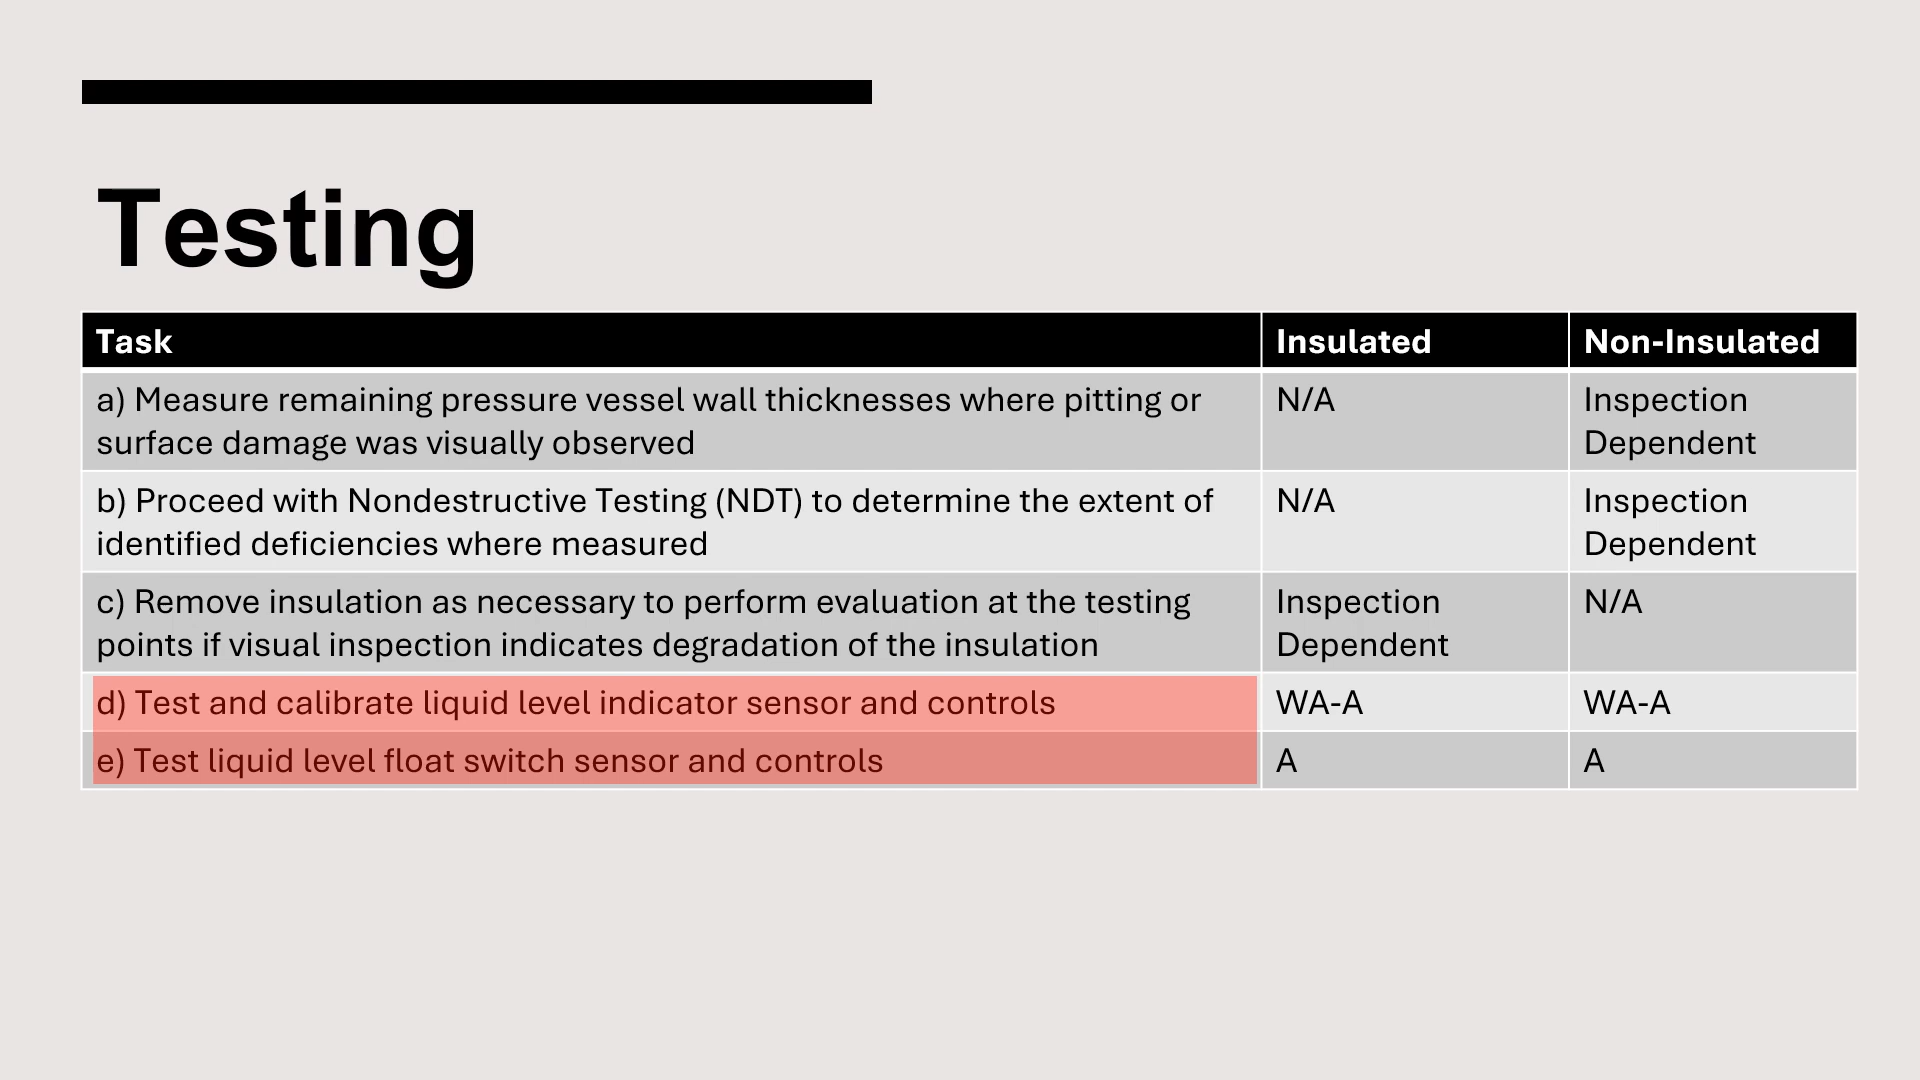 Testing
Task Insulated Non-Insulated
a) Measure remaining pressure vessel wall thicknesses where pitting or
surface damage was visually observed
N/A
Inspection
Dependent
b) Proceed with Nondestructive Testing (NDT) to determine the extent of
identified deficiencies where measured
N/A
Inspection
Dependent
c) Remove insulation as necessary to perform evaluation at the testing
points if visual inspection indicates degradation of the insulation
Inspection
Dependent
N/A
d) Test and calibrate liquid level indicator sensor and controls WA-A WA-A
e) Test liquid level float switch sensor and controls A A